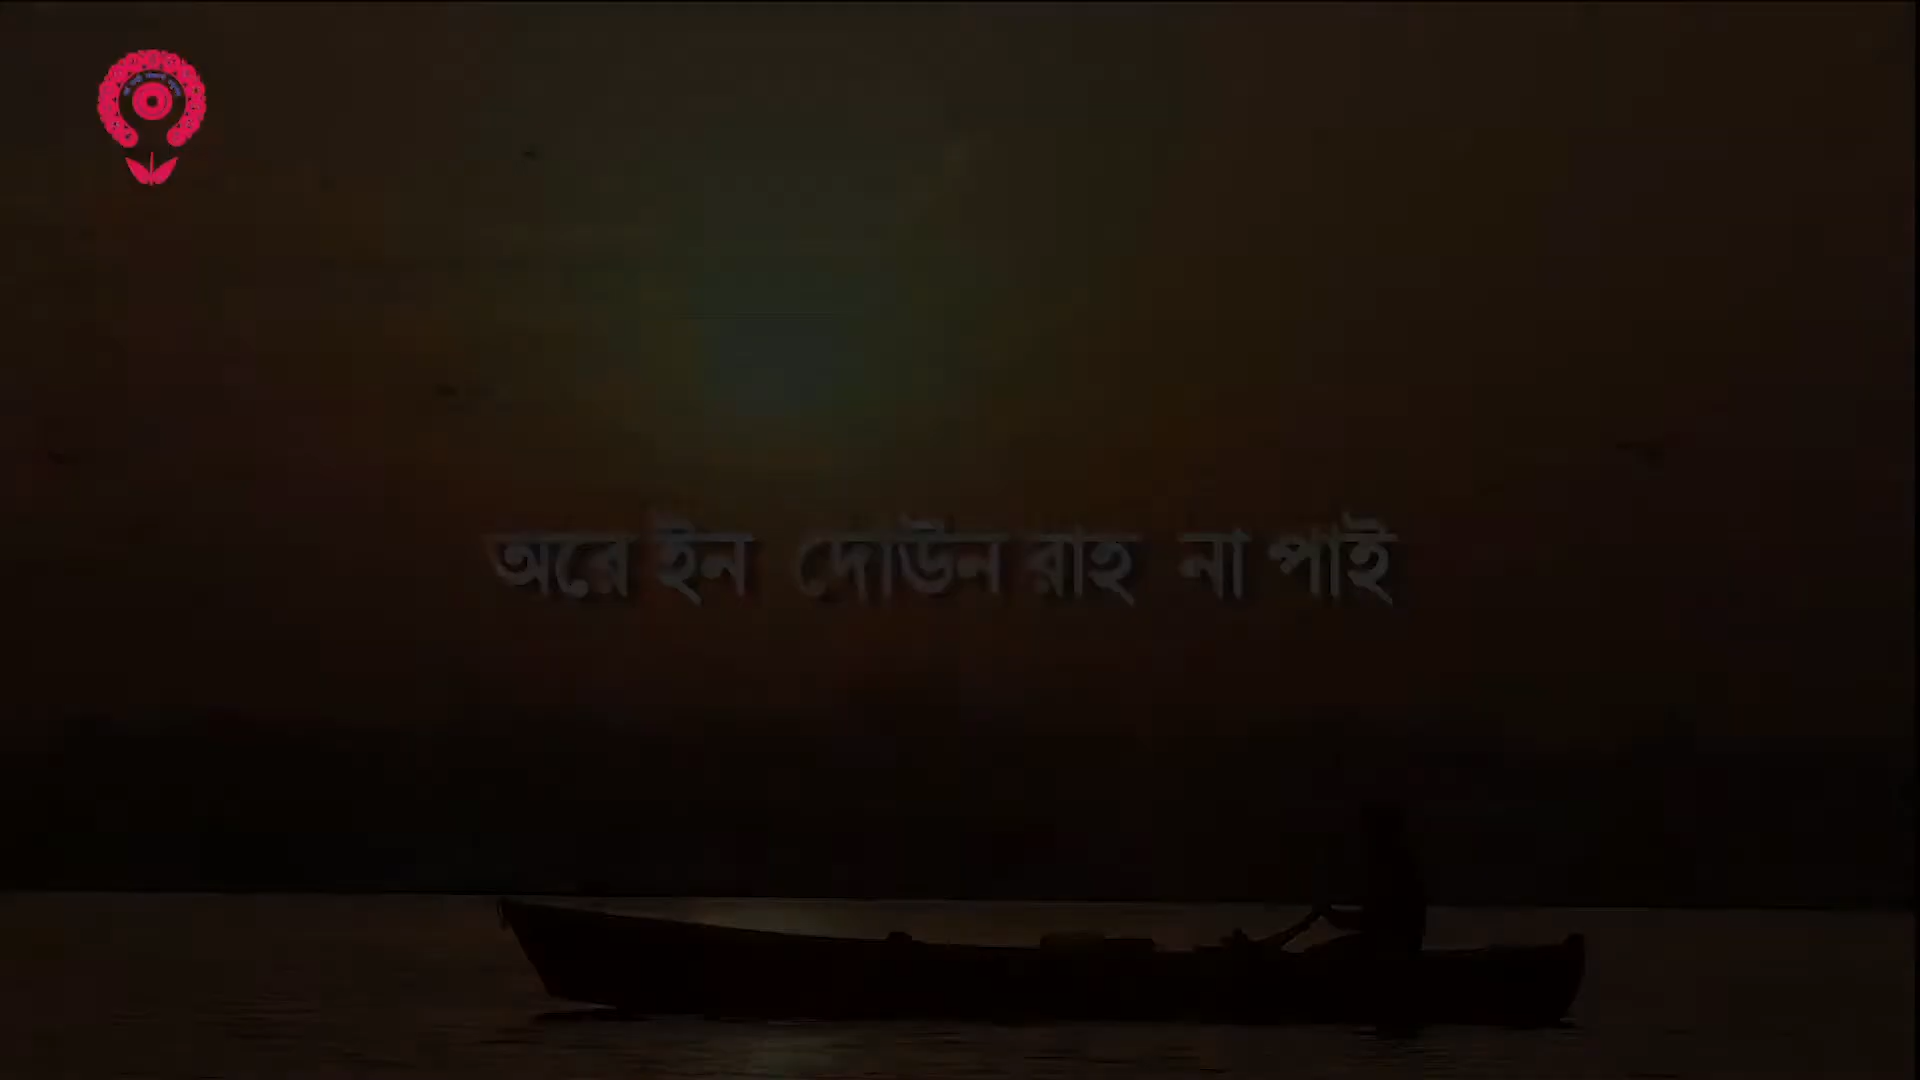 অরে ইন দোউন রাহ না পাই